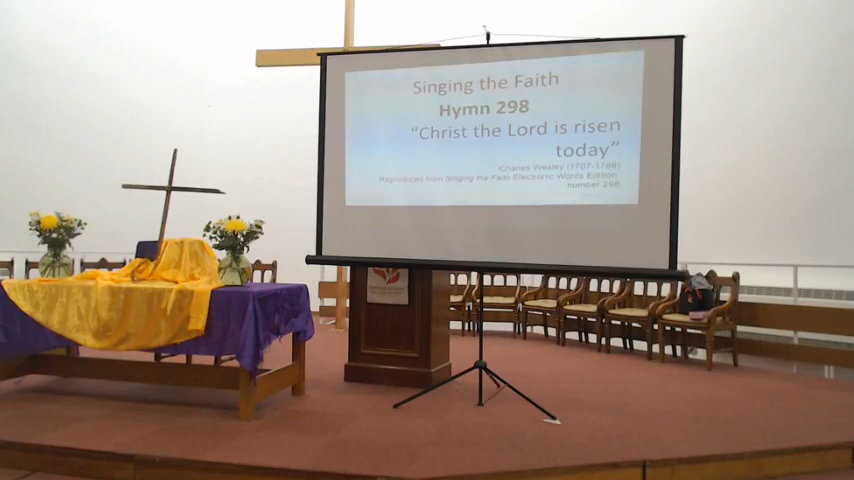 Singing the Faith
Hymn 298
“Christ the Lord is risen
today”
Charles Wesley (1707-1788)
Reproduced from Singing the Faith Electronic Words Edition,
number 298